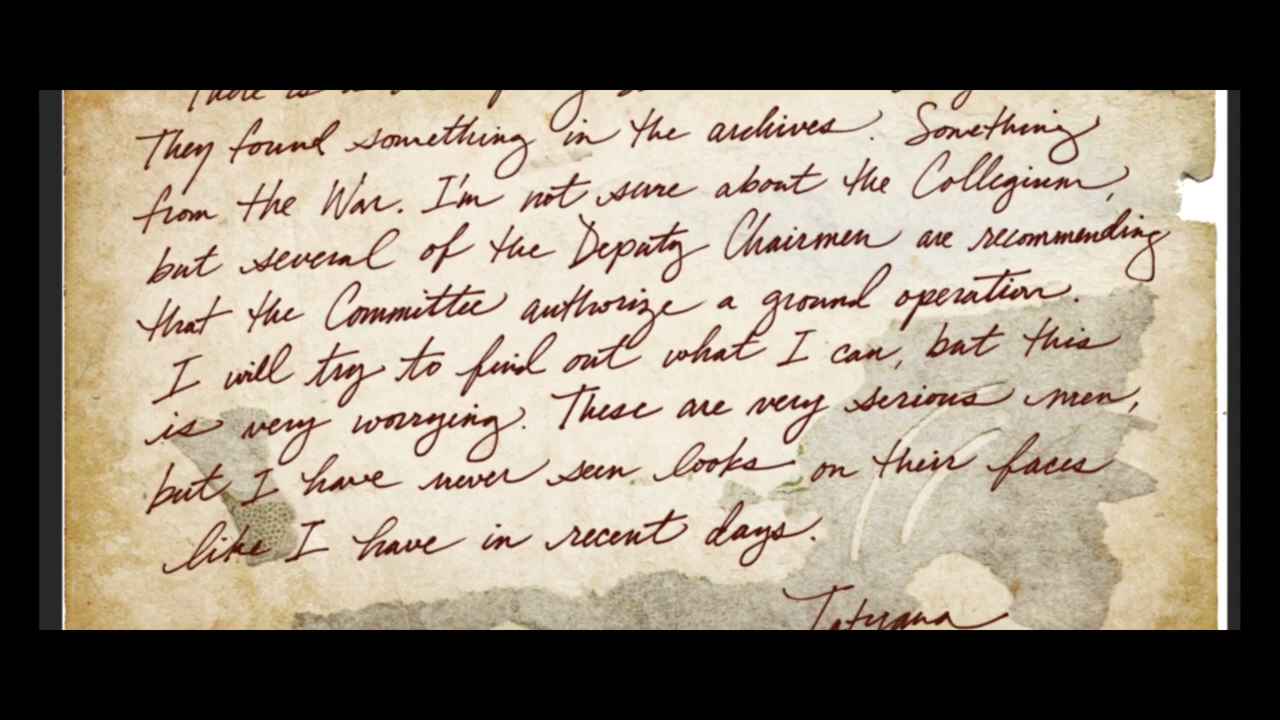 There is
They found something in the archives. Something
from the War. I'm not sure about the Collegium,
but several of the Deputy Chairmen are recommending
that the Committee authorize a ground operation.
I will try to find out what I can, but this
is very worrying. These are very serious men,
but I have never seen looks on their faces
like I have in recent days.
Tatyana